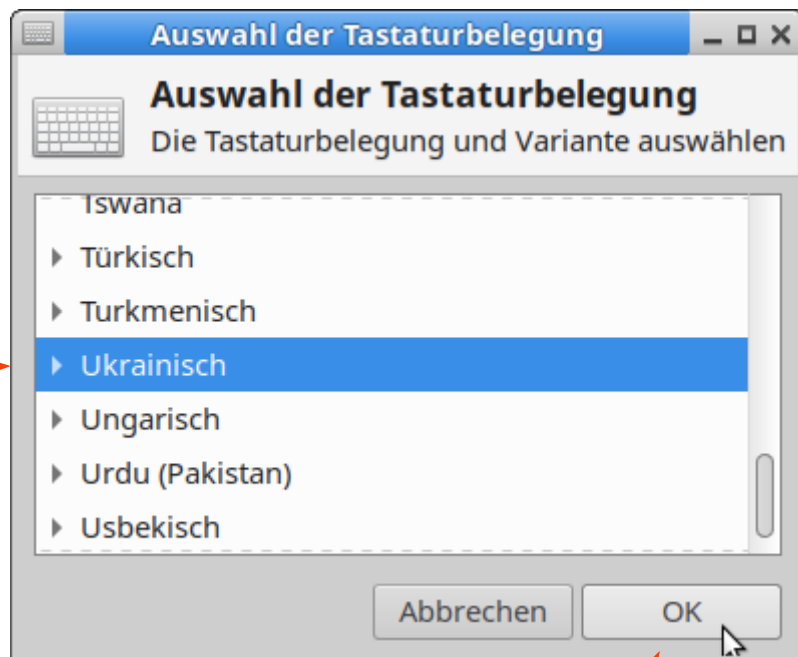 Auswahl der Tastaturbelegung
Auswahl der Tastaturbelegung
Die Tastaturbelegung und Variante auswählen
Tswana
Türkisch
Turkmenisch
Ukrainisch
Ungarisch
Urdu (Pakistan)
Usbekisch
Abbrechen OK